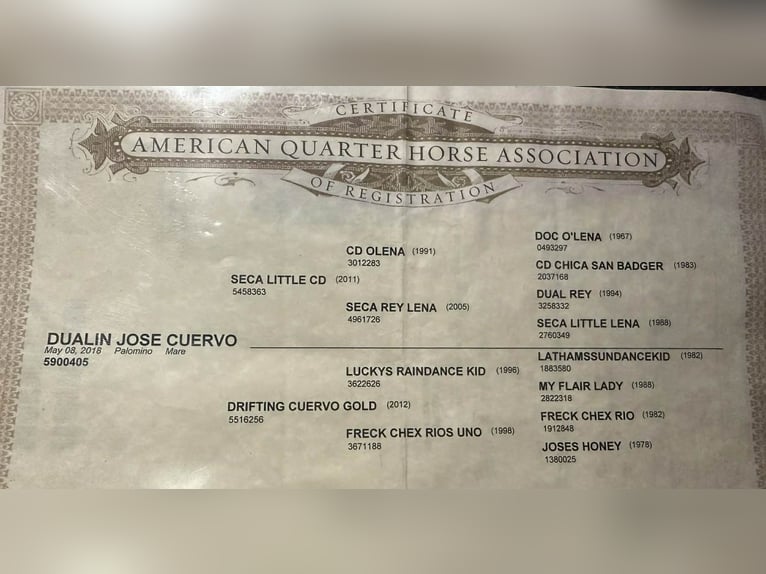 CERTIFICATE
AMERICAN QUARTER HORSE ASSOCIATION
OF REGISTRATION
DOC O'LENA (1967)
0493297
CD OLENA (1991)
3012283
CD CHICA SAN BADGER (1983)
2037168
SECA LITTLE CD (2011)
5458363
DUAL REY (1994)
3258332
SECA REY LENA (2005)
4961726
SECA LITTLE LENA (1988)
2760349
DUALIN JOSE CUERVO
May 08, 2018 Palomino Mare
5900405
LATHAMSSUNDANCEKID (1982)
1883580
LUCKYS RAINDANCE KID (1996)
3622626
MY FLAIR LADY (1988)
2822318
DRIFTING CUERVO GOLD (2012)
5516256
FRECK CHEX RIO (1982)
1912848
FRECK CHEX RIOS UNO (1998)
3671188
JOSES HONEY (1978)
1380025